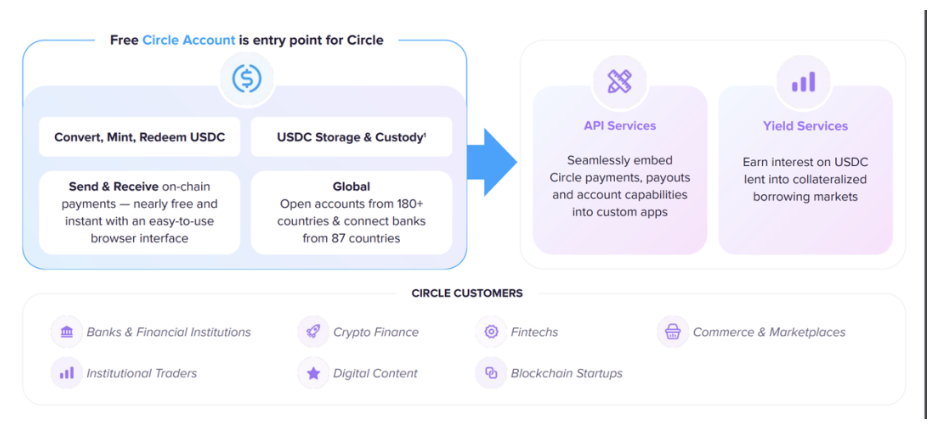 Free Circle Account is entry point for Circle
Convert, Mint, Redeem USDC
USDC Storage & Custody¹
Send & Receive on-chain
payments — nearly free and
instant with an easy-to-use
browser interface
Global
Open accounts from 180+
countries & connect banks
from 87 countries
API Services
Seamlessly embed
Circle payments, payouts
and account capabilities
into custom apps
Yield Services
Earn interest on USDC
lent into collateralized
borrowing markets
CIRCLE CUSTOMERS
Banks & Financial Institutions
Crypto Finance
Fintechs
Commerce & Marketplaces
Institutional Traders
Digital Content
Blockchain Startups